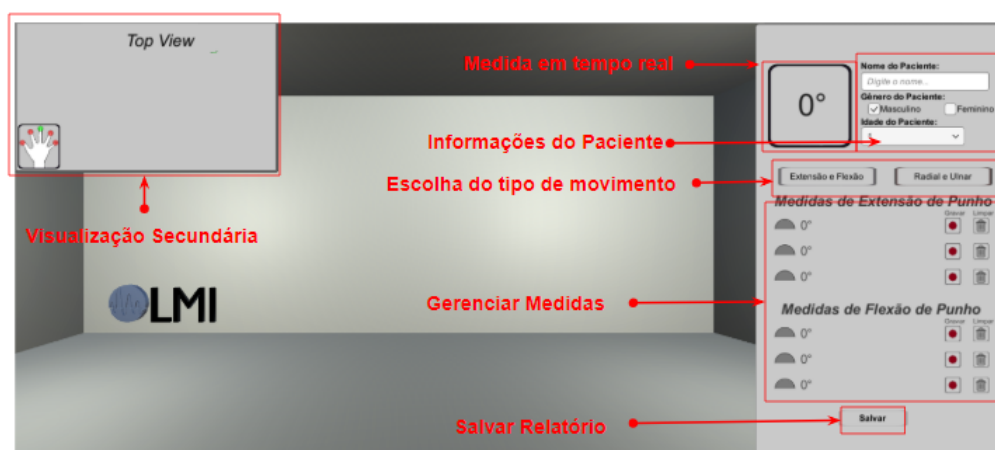 Top View
Medida em tempo real
0°
Nome do Paciente:
Digite o nome...
Gênero do Paciente:
Masculino Feminino
Idade do Paciente:
Informações do Paciente
Escolha do tipo de movimento
Extensão e Flexão Radial e Ulnar
Visualização Secundária
Medidas de Extensão de Punho
Gravar Limpar
0°
0°
0°
LMI
Gerenciar Medidas
Medidas de Flexão de Punho
Gravar Limpar
0°
0°
0°
Salvar Relatório
Salvar